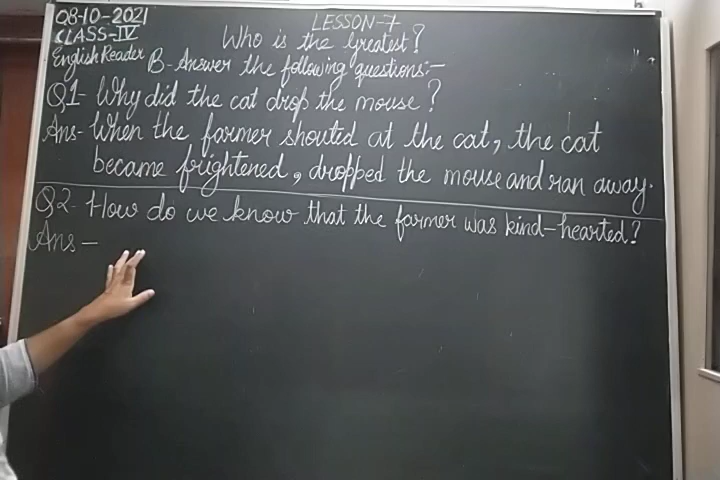 08-10-2021
LESSON-7
CLASS-IV
Who is the Greatest?
English Reader
B-Answer the following questions:-
Q1- Why did the cat drop the mouse?
Ans- When the farmer shouted at the cat, the cat
became frightened, dropped the mouse and ran away.
Q2- How do we know that the farmer was kind-hearted?
Ans-